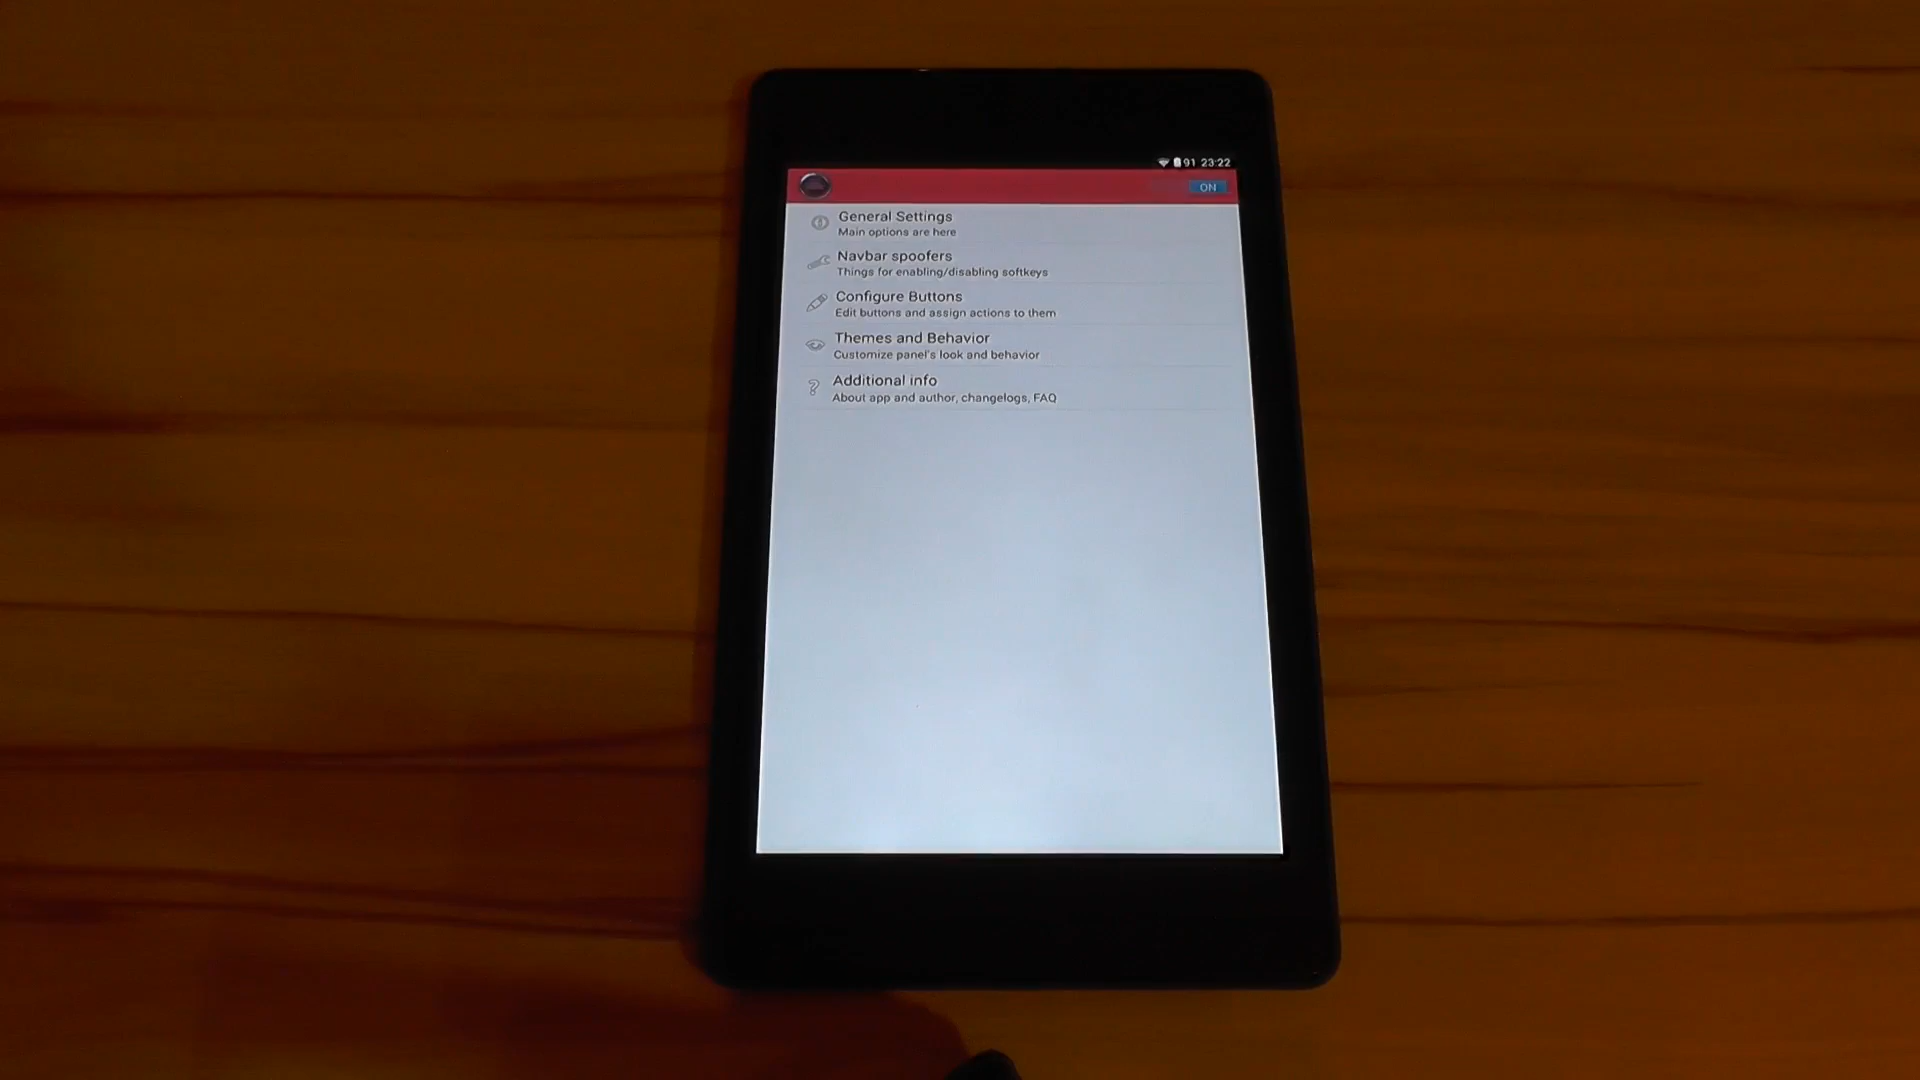 91 23:22
ON
General Settings
Main options are here
Navbar spoofers
Things for enabling/disabling softkeys
Configure Buttons
Edit buttons and assign actions to them
Themes and Behavior
Customize panel's look and behavior
Additional info
About app and author, changelogs, FAQ